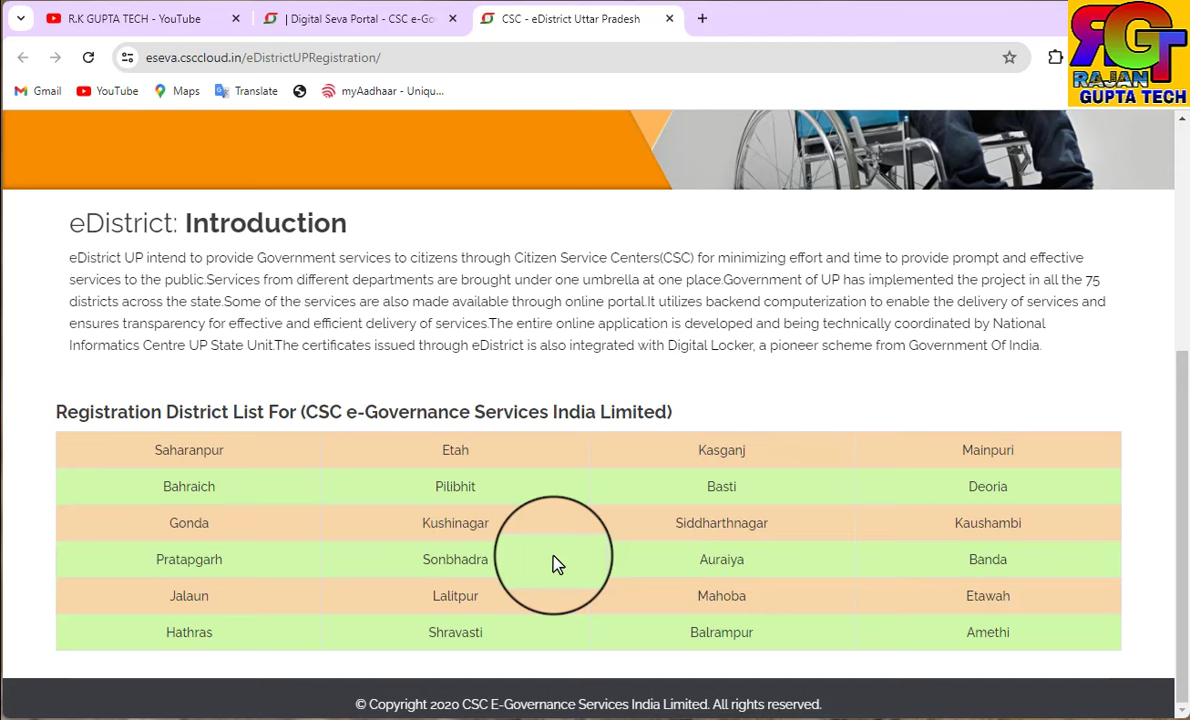 R.K GUPTA TECH - YouTube
| Digital Seva Portal - CSC e-Go
CSC - eDistrict Uttar Pradesh
eseva.csccloud.in/eDistrictUPRegistration/
Gmail YouTube Maps Translate myAadhaar - Uniqu...
RGT
RAJAN
GUPTA TECH
eDistrict: Introduction
eDistrict UP intend to provide Government services to citizens through Citizen Service Centers(CSC) for minimizing effort and time to provide prompt and effective
services to the public.Services from different departments are brought under one umbrella at one place.Government of UP has implemented the project in all the 75
districts across the state.Some of the services are also made available through online portal.It utilizes backend computerization to enable the delivery of services and
ensures transparency for effective and efficient delivery of services.The entire online application is developed and being technically coordinated by National
Informatics Centre UP State Unit.The certificates issued through eDistrict is also integrated with Digital Locker, a pioneer scheme from Government Of India.
Registration District List For (CSC e-Governance Services India Limited)
Saharanpur Etah Kasganj Mainpuri
Bahraich Pilibhit Basti Deoria
Gonda Kushinagar Siddharthnagar Kaushambi
Pratapgarh Sonbhadra Auraiya Banda
Jalaun Lalitpur Mahoba Etawah
Hathras Shravasti Balrampur Amethi
© Copyright 2020 CSC E-Governance Services India Limited. All rights reserved.